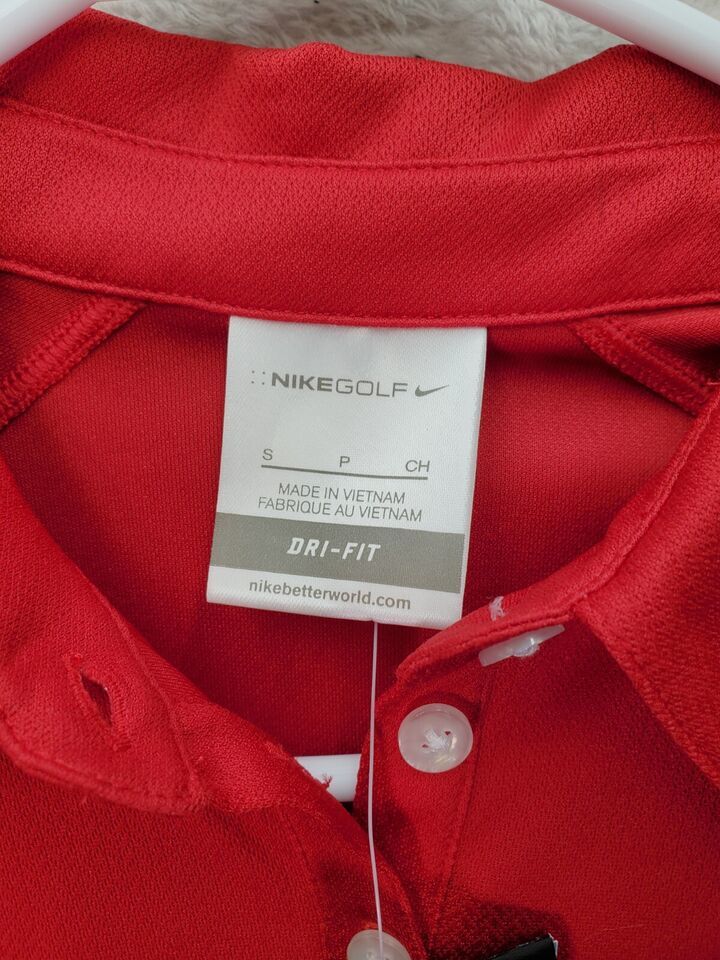 NIKEGOLF
S P CH
MADE IN VIETNAM
FABRIQUE AU VIETNAM
DRI-FIT
nikebetterworld.com